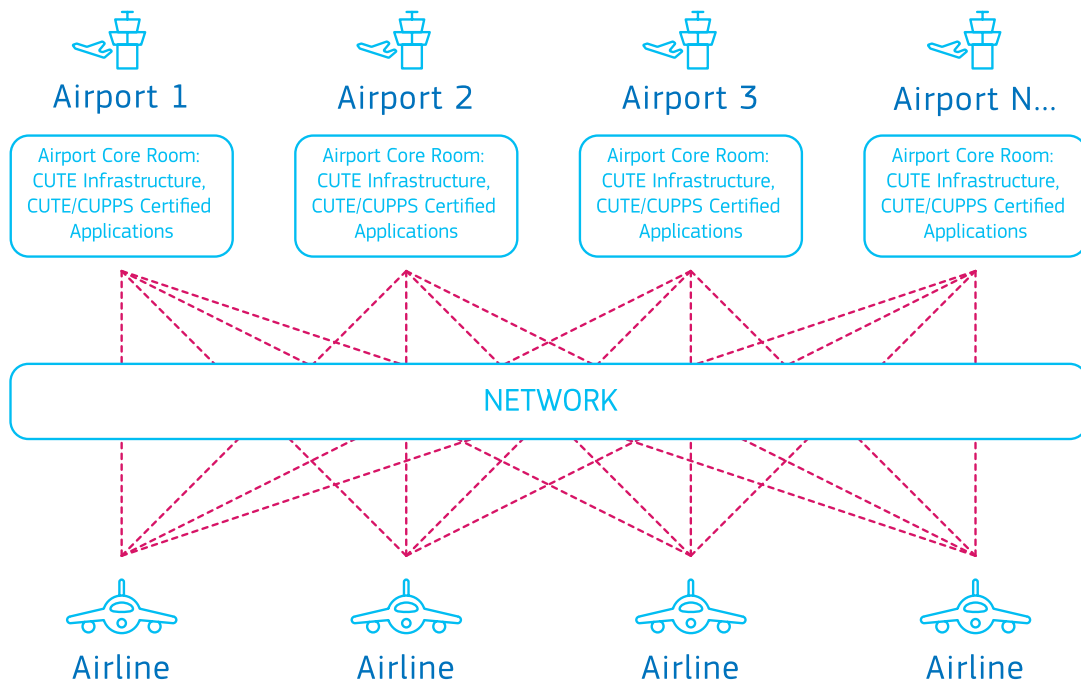 Airport 1
Airport 2
Airport 3
Airport N...
Airport Core Room:
CUTE Infrastructure,
CUTE/CUPPS Certified
Applications
Airport Core Room:
CUTE Infrastructure,
CUTE/CUPPS Certified
Applications
Airport Core Room:
CUTE Infrastructure,
CUTE/CUPPS Certified
Applications
Airport Core Room:
CUTE Infrastructure,
CUTE/CUPPS Certified
Applications
NETWORK
Airline
Airline
Airline
Airline